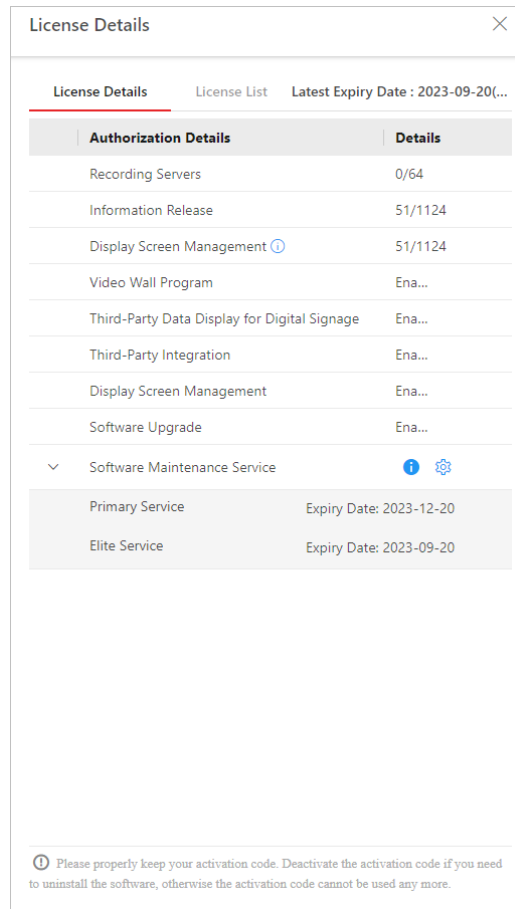 License Details
License Details License List Latest Expiry Date : 2023-09-20(...
Authorization Details Details
Recording Servers 0/64
Information Release 51/1124
Display Screen Management 51/1124
Video Wall Program Ena...
Third-Party Data Display for Digital Signage Ena...
Third-Party Integration Ena...
Display Screen Management Ena...
Software Upgrade Ena...
Software Maintenance Service
Primary Service Expiry Date: 2023-12-20
Elite Service Expiry Date: 2023-09-20
Please properly keep your activation code. Deactivate the activation code if you need
to uninstall the software, otherwise the activation code cannot be used any more.